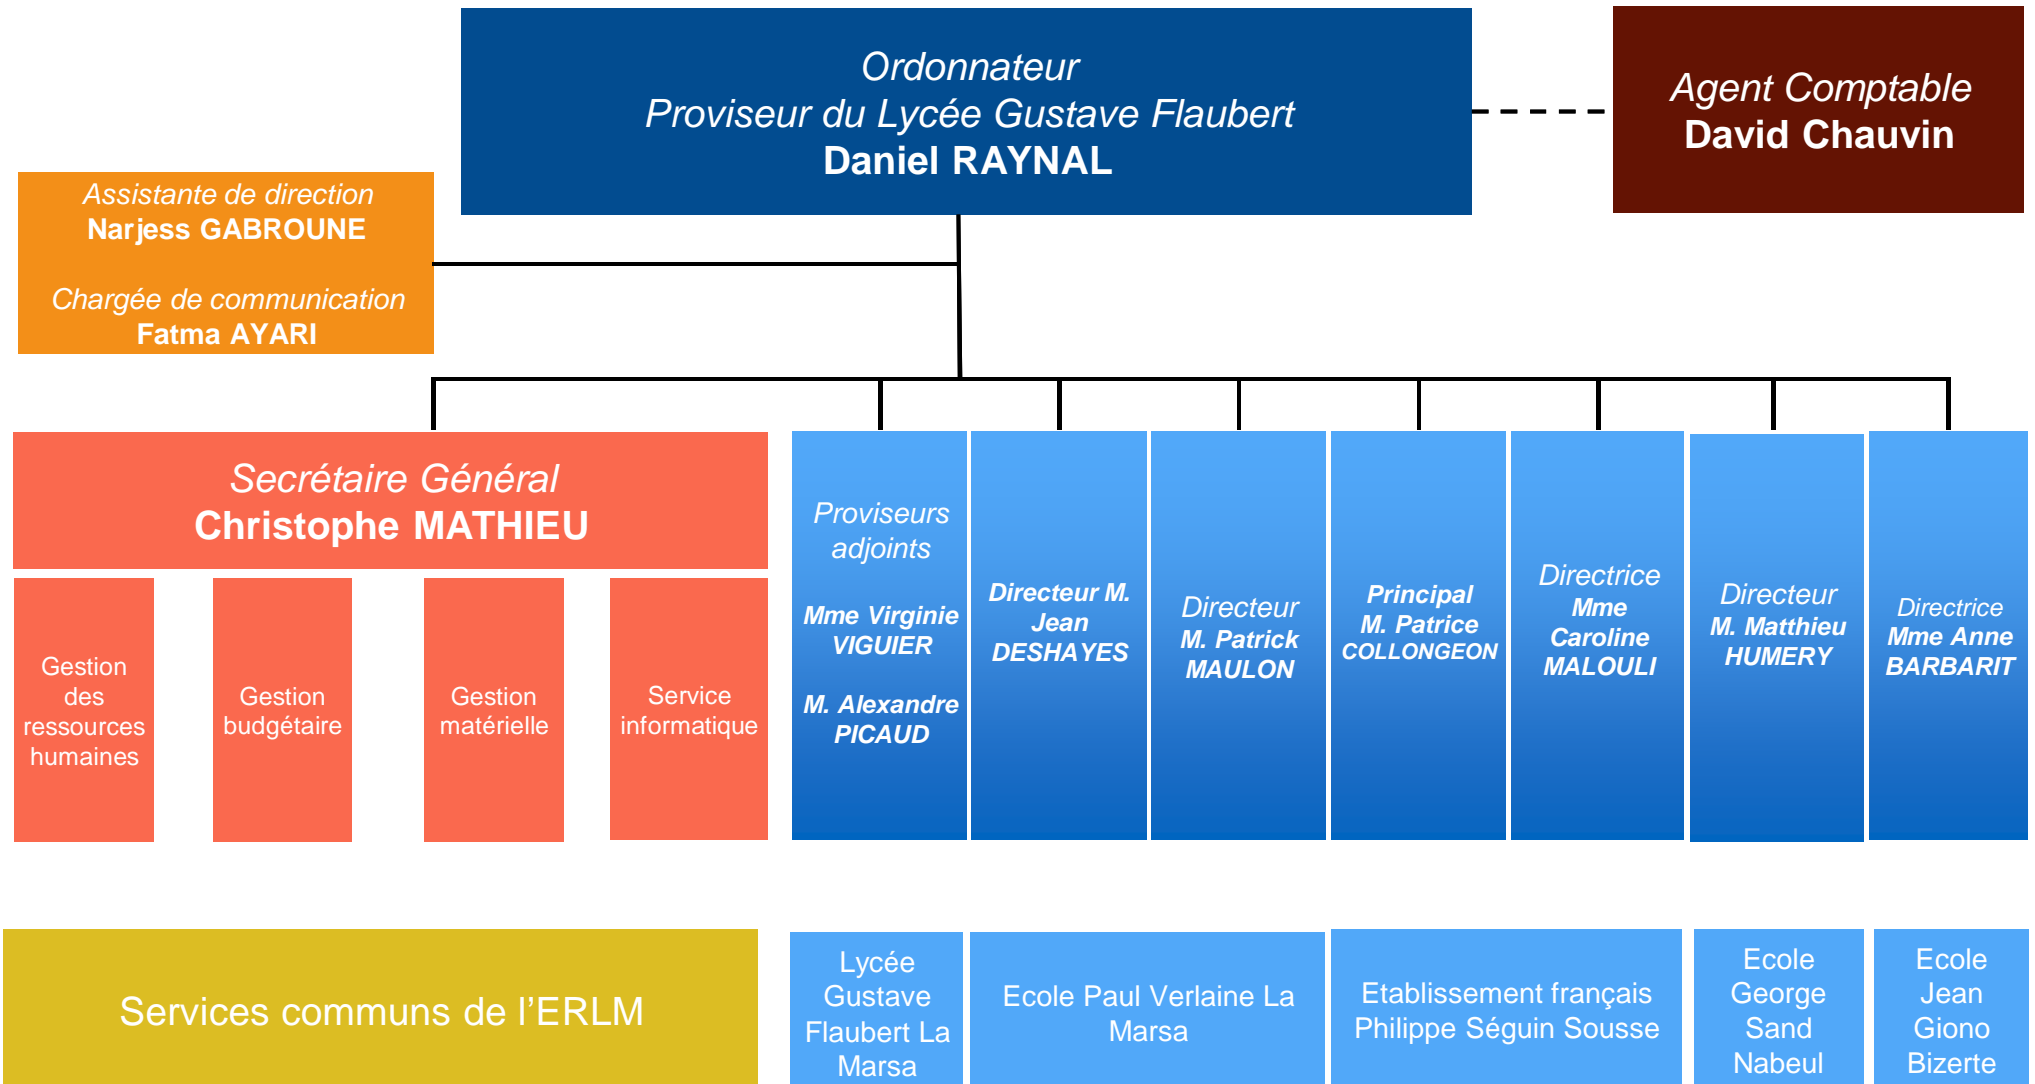 Ordonnateur
Proviseur du Lycée Gustave Flaubert
Daniel RAYNAL
Agent Comptable
David Chauvin
Assistante de direction
Narjess GABROUNE
Chargée de communication
Fatma AYARI
Secrétaire Général
Christophe MATHIEU
Gestion
des
ressources
humaines
Gestion
budgétaire
Gestion
matérielle
Service
informatique
Proviseurs
adjoints
Mme Virginie
VIGUIER
M. Alexandre
PICAUD
Directeur M.
Jean
DESHAYES
Directeur
M. Patrick
MAULON
Principal
M. Patrice
COLLONGEON
Directrice
Mme
Caroline
MALOULI
Directeur
M. Matthieu
HUMERY
Directrice
Mme Anne
BARBARIT
Services communs de l’ERLM
Lycée
Gustave
Flaubert La
Marsa
Ecole Paul Verlaine La
Marsa
Etablissement français
Philippe Séguin Sousse
Ecole
George
Sand
Nabeul
Ecole
Jean
Giono
Bizerte